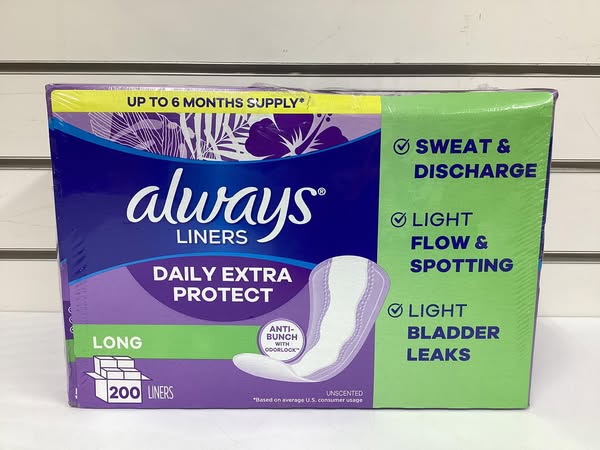 UP TO 6 MONTHS SUPPLY*
always®
LINERS
DAILY EXTRA
PROTECT
LONG
200 LINERS
ANTI-
BUNCH
WITH
ODORLOCK™
UNSCENTED
*Based on average U.S. consumer usage
SWEAT &
DISCHARGE
LIGHT
FLOW &
SPOTTING
LIGHT
BLADDER
LEAKS